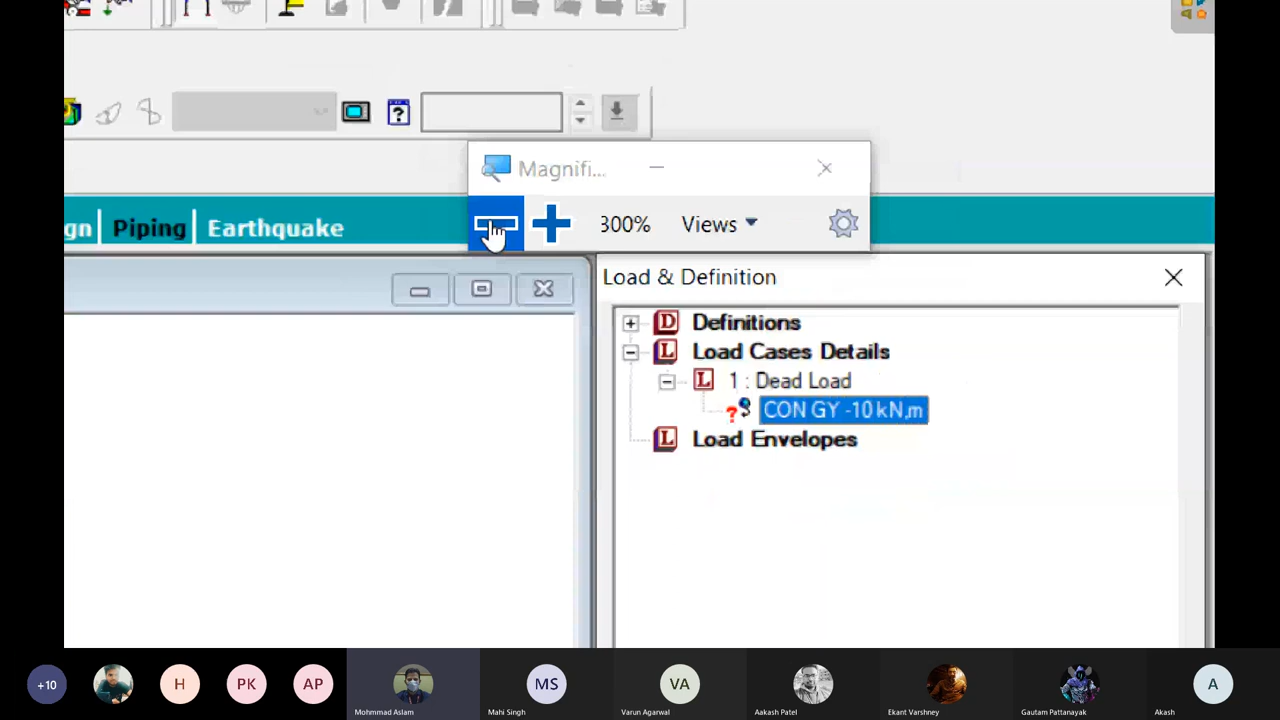 Magnifi...
300%
Views
gn
Piping
Earthquake
Load & Definition
Definitions
Load Cases Details
1 : Dead Load
CON GY -10 kN,m
Load Envelopes
+10
H
PK
AP
MS
VA
A
Mohmmad Aslam
Mahi Singh
Varun Agarwal
Aakash Patel
Ekant Varshney
Gautam Pattanayak
Akash